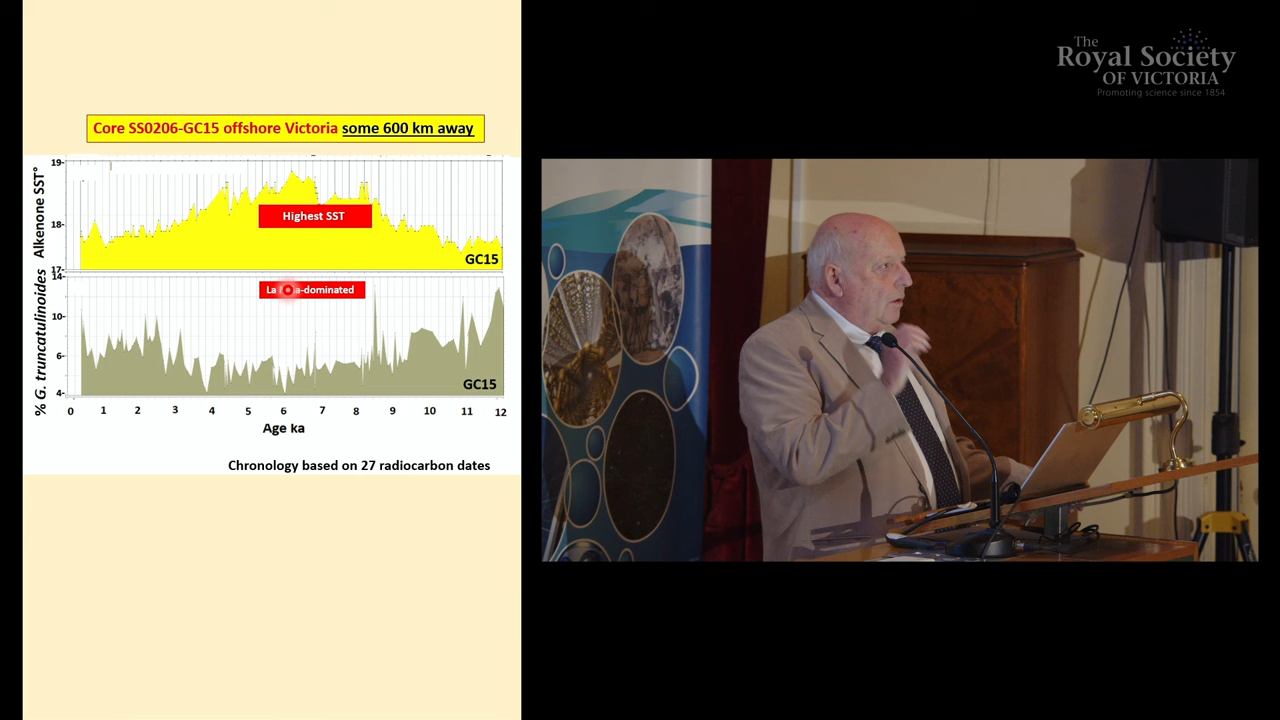 Core SS0206-GC15 offshore Victoria some 600 km away
Alkenone SST°
19
18
17
Highest SST
GC15
% G. truncatulinoides
14
10
6
4
La a-dominated
GC15
0 1 2 3 4 5 6 7 8 9 10 11 12
Age ka
Chronology based on 27 radiocarbon dates
The
Royal Society
OF VICTORIA
Promoting science since 1854